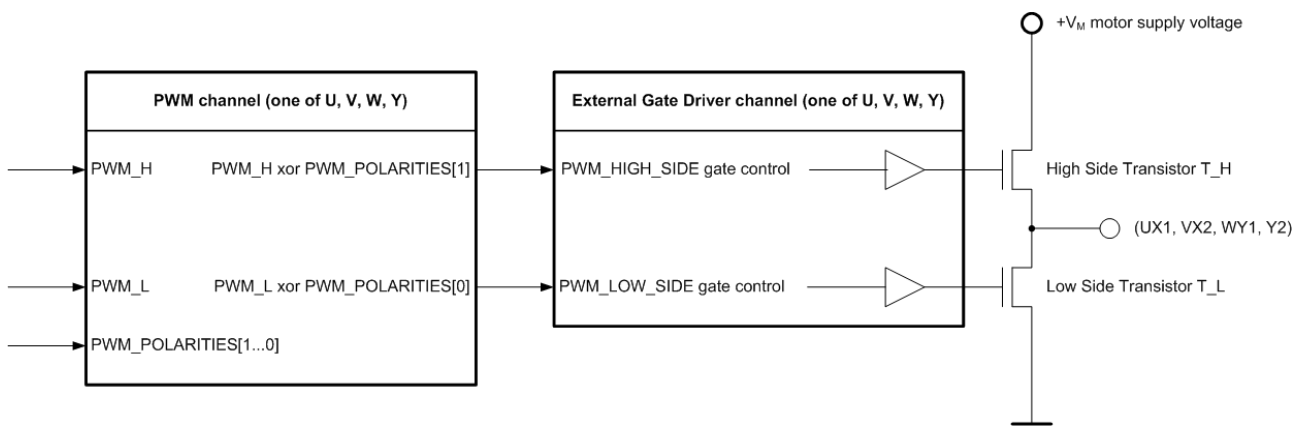 +VM motor supply voltage
PWM channel (one of U, V, W, Y)
External Gate Driver channel (one of U, V, W, Y)
PWM_H
PWM_H xor PWM_POLARITIES[1]
PWM_HIGH_SIDE gate control
High Side Transistor T_H
(UX1, VX2, WY1, Y2)
PWM_L
PWM_L xor PWM_POLARITIES[0]
PWM_LOW_SIDE gate control
Low Side Transistor T_L
PWM_POLARITIES[1...0]